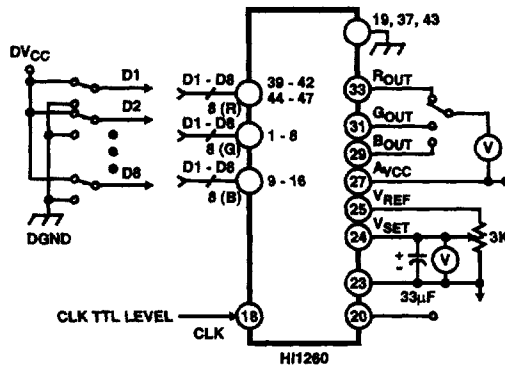 19, 37, 43
DVCC
D1
D2
D8
DGND
D1 - D8
8 (R)
39 - 42
44 - 47
D1 - D8
8 (G)
1 - 8
D1 - D8
8 (B)
9 - 16
33
ROUT
31
GOUT
29
BOUT
27
AVCC
25
VREF
24
VSET
23
20
V
V
3K
+
-
33μF
CLK TTL LEVEL
CLK
18
HI1260